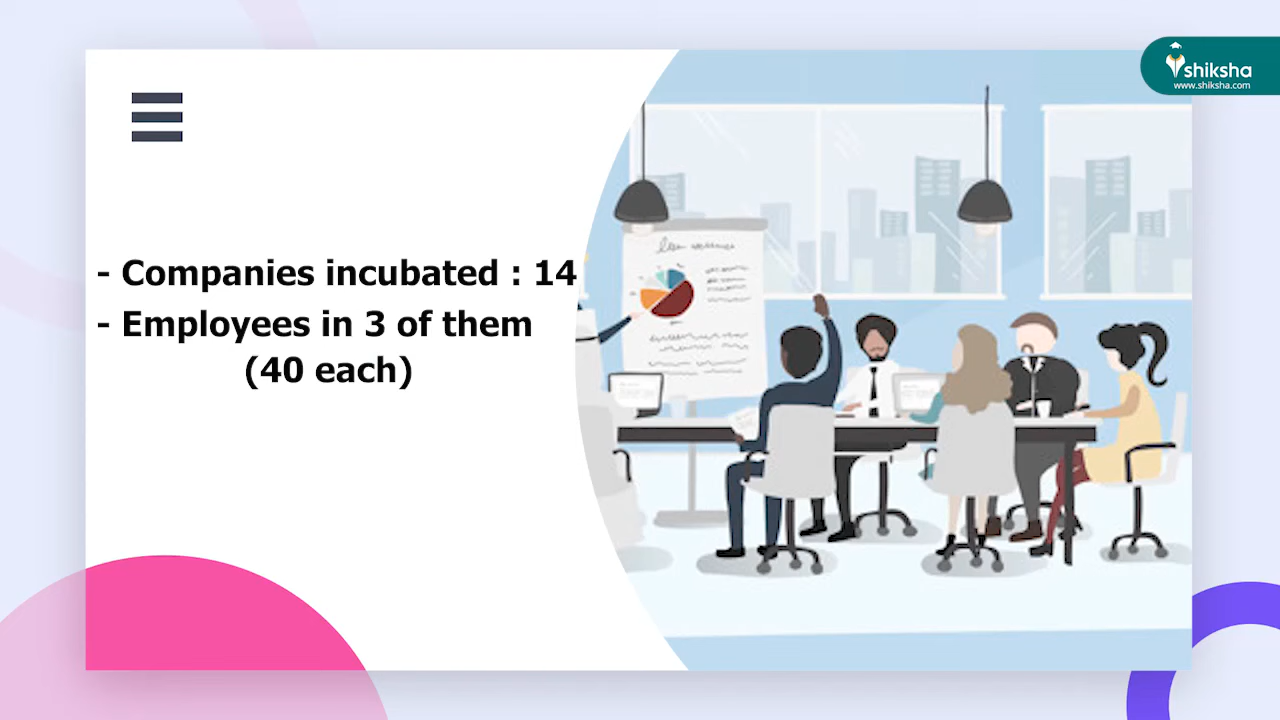 shiksha
www.shiksha.com
- Companies incubated : 14
- Employees in 3 of them
(40 each)